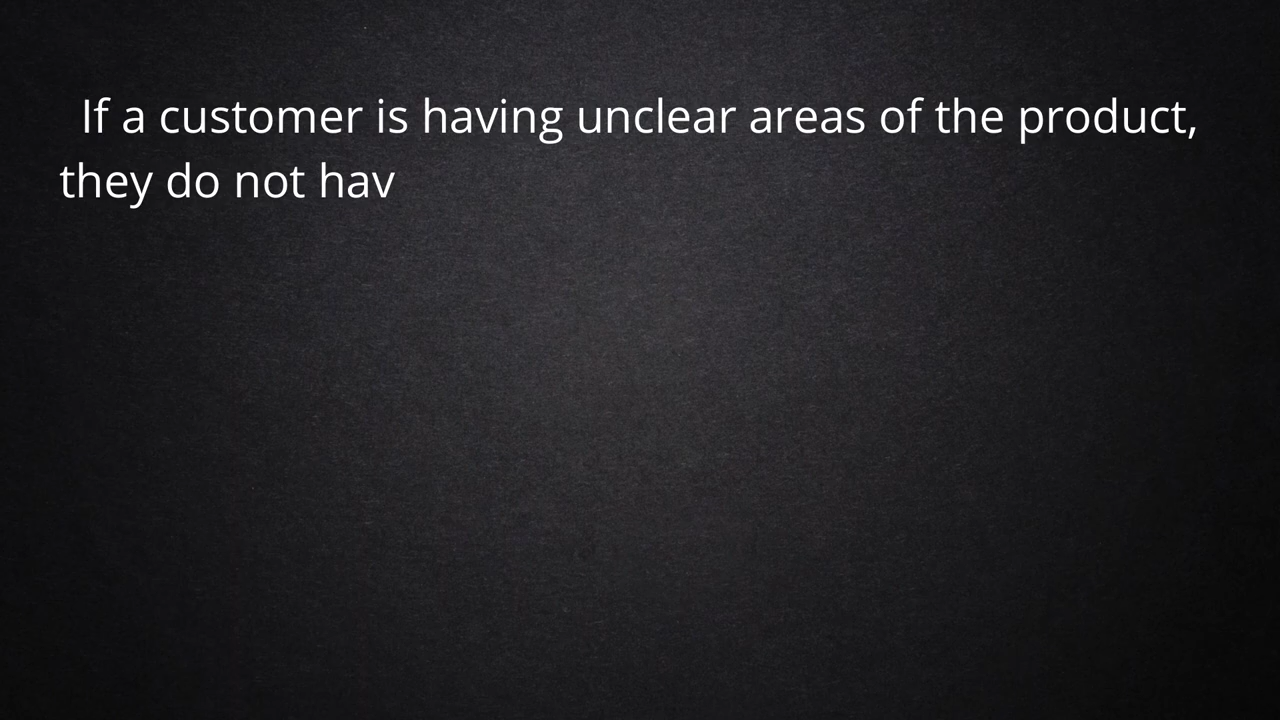 If a customer is having unclear areas of the product,
they do not hav